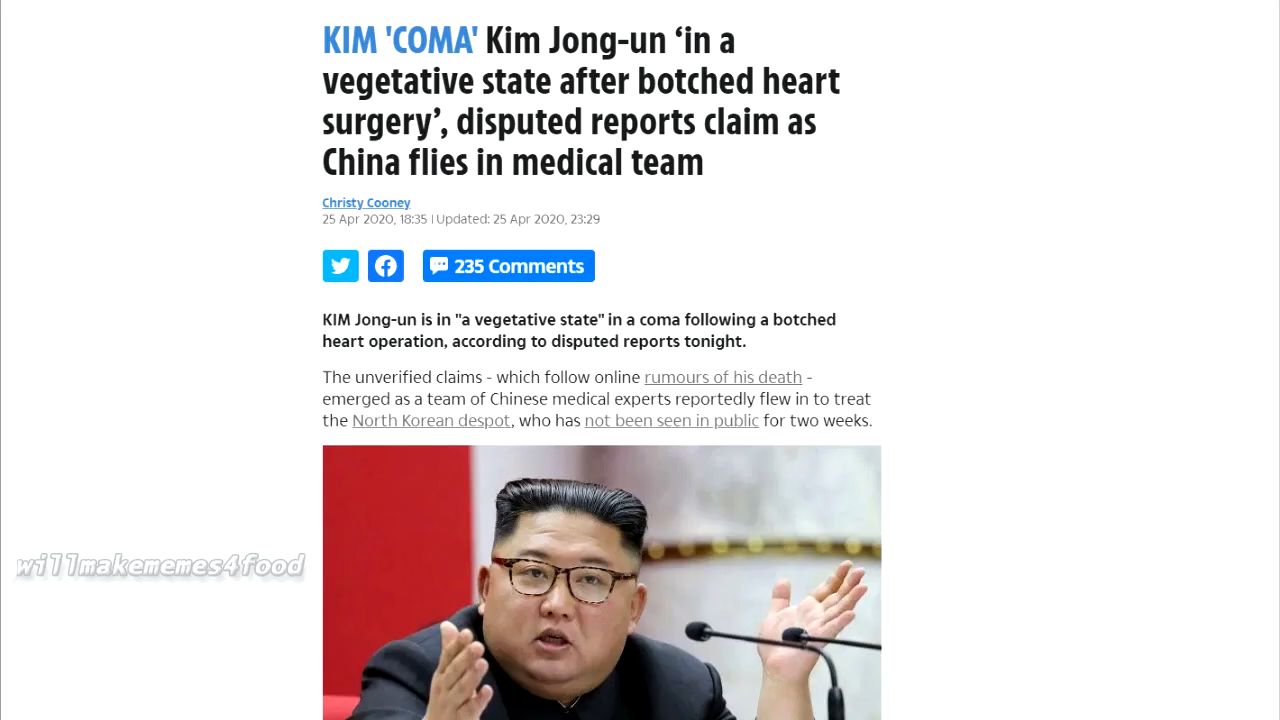 KIM 'COMA' Kim Jong-un ‘in a
vegetative state after botched heart
surgery’, disputed reports claim as
China flies in medical team
Christy Cooney
25 Apr 2020, 18:35 | Updated: 25 Apr 2020, 23:29
235 Comments
KIM Jong-un is in "a vegetative state" in a coma following a botched
heart operation, according to disputed reports tonight.
The unverified claims - which follow online rumours of his death -
emerged as a team of Chinese medical experts reportedly flew in to treat
the North Korean despot, who has not been seen in public for two weeks.
willmakememes4food